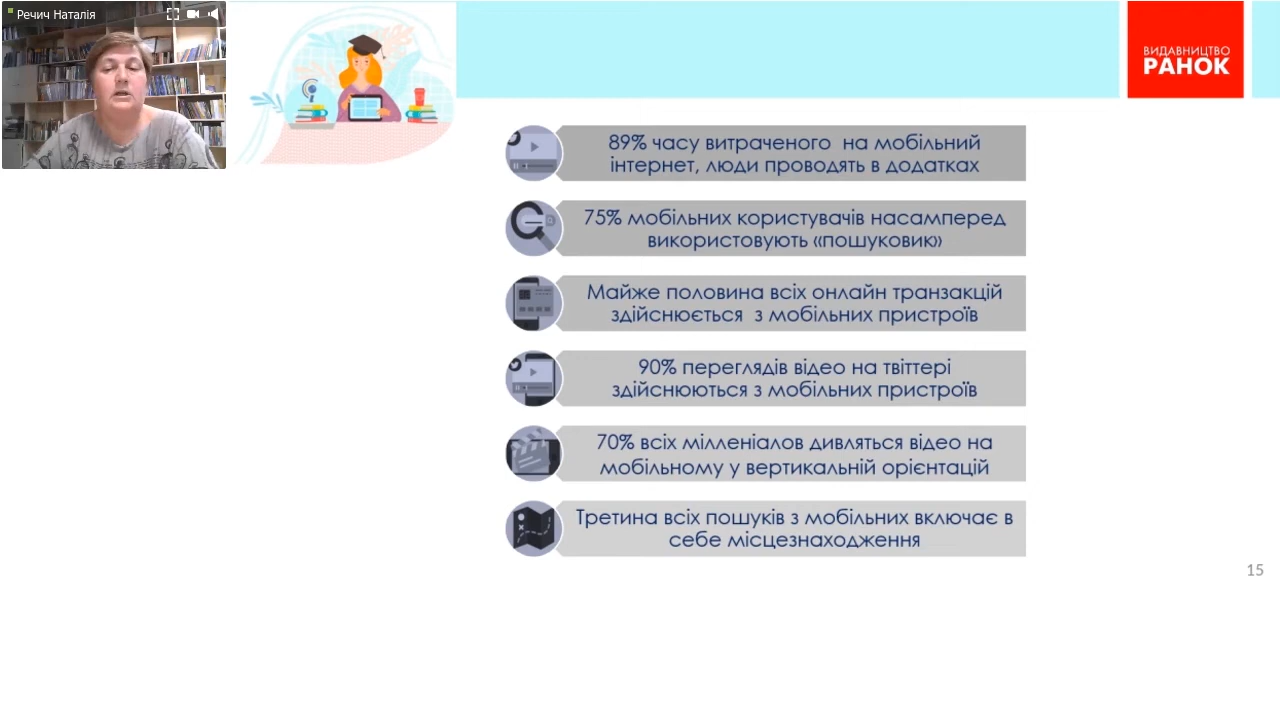 Речич Наталія
ВИДАВНИЦТВО
РАНОК
89% часу витраченого на мобільний
інтернет, люди проводять в додатках
75% мобільних користувачів насамперед
використовують «пошуковик»
Майже половина всіх онлайн транзакцій
здійснюється з мобільних пристроїв
90% переглядів відео на твіттері
здійснюються з мобільних пристроїв
70% всіх мілленіалов дивляться відео на
мобільному у вертикальній орієнтацій
Третина всіх пошуків з мобільних включає в
себе місцезнаходження
15